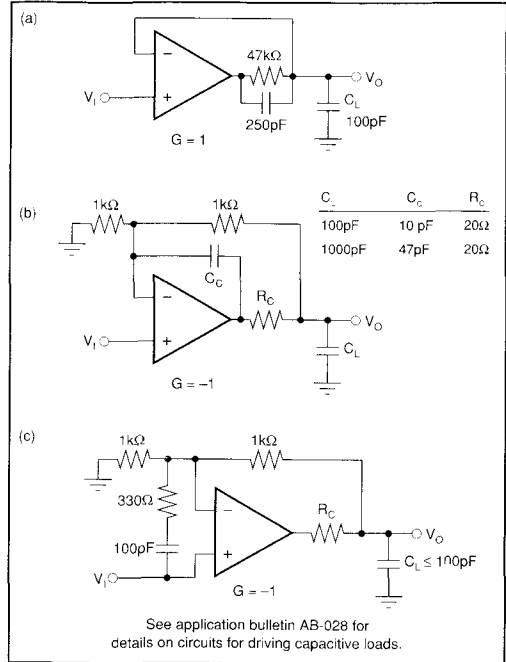 (a)
−
+
V_I
47kΩ
250pF
V_O
C_L
100pF
G = 1
(b)
1kΩ
1kΩ
C_L C_C R_C
100pF 10 pF 20Ω
1000pF 47pF 20Ω
C_C
−
+
V_I
R_C
V_O
C_L
G = −1
(c)
1kΩ
1kΩ
330Ω
100pF
−
+
V_I
R_C
V_O
C_L ≤ 100pF
G = −1
See application bulletin AB-028 for
details on circuits for driving capacitive loads.